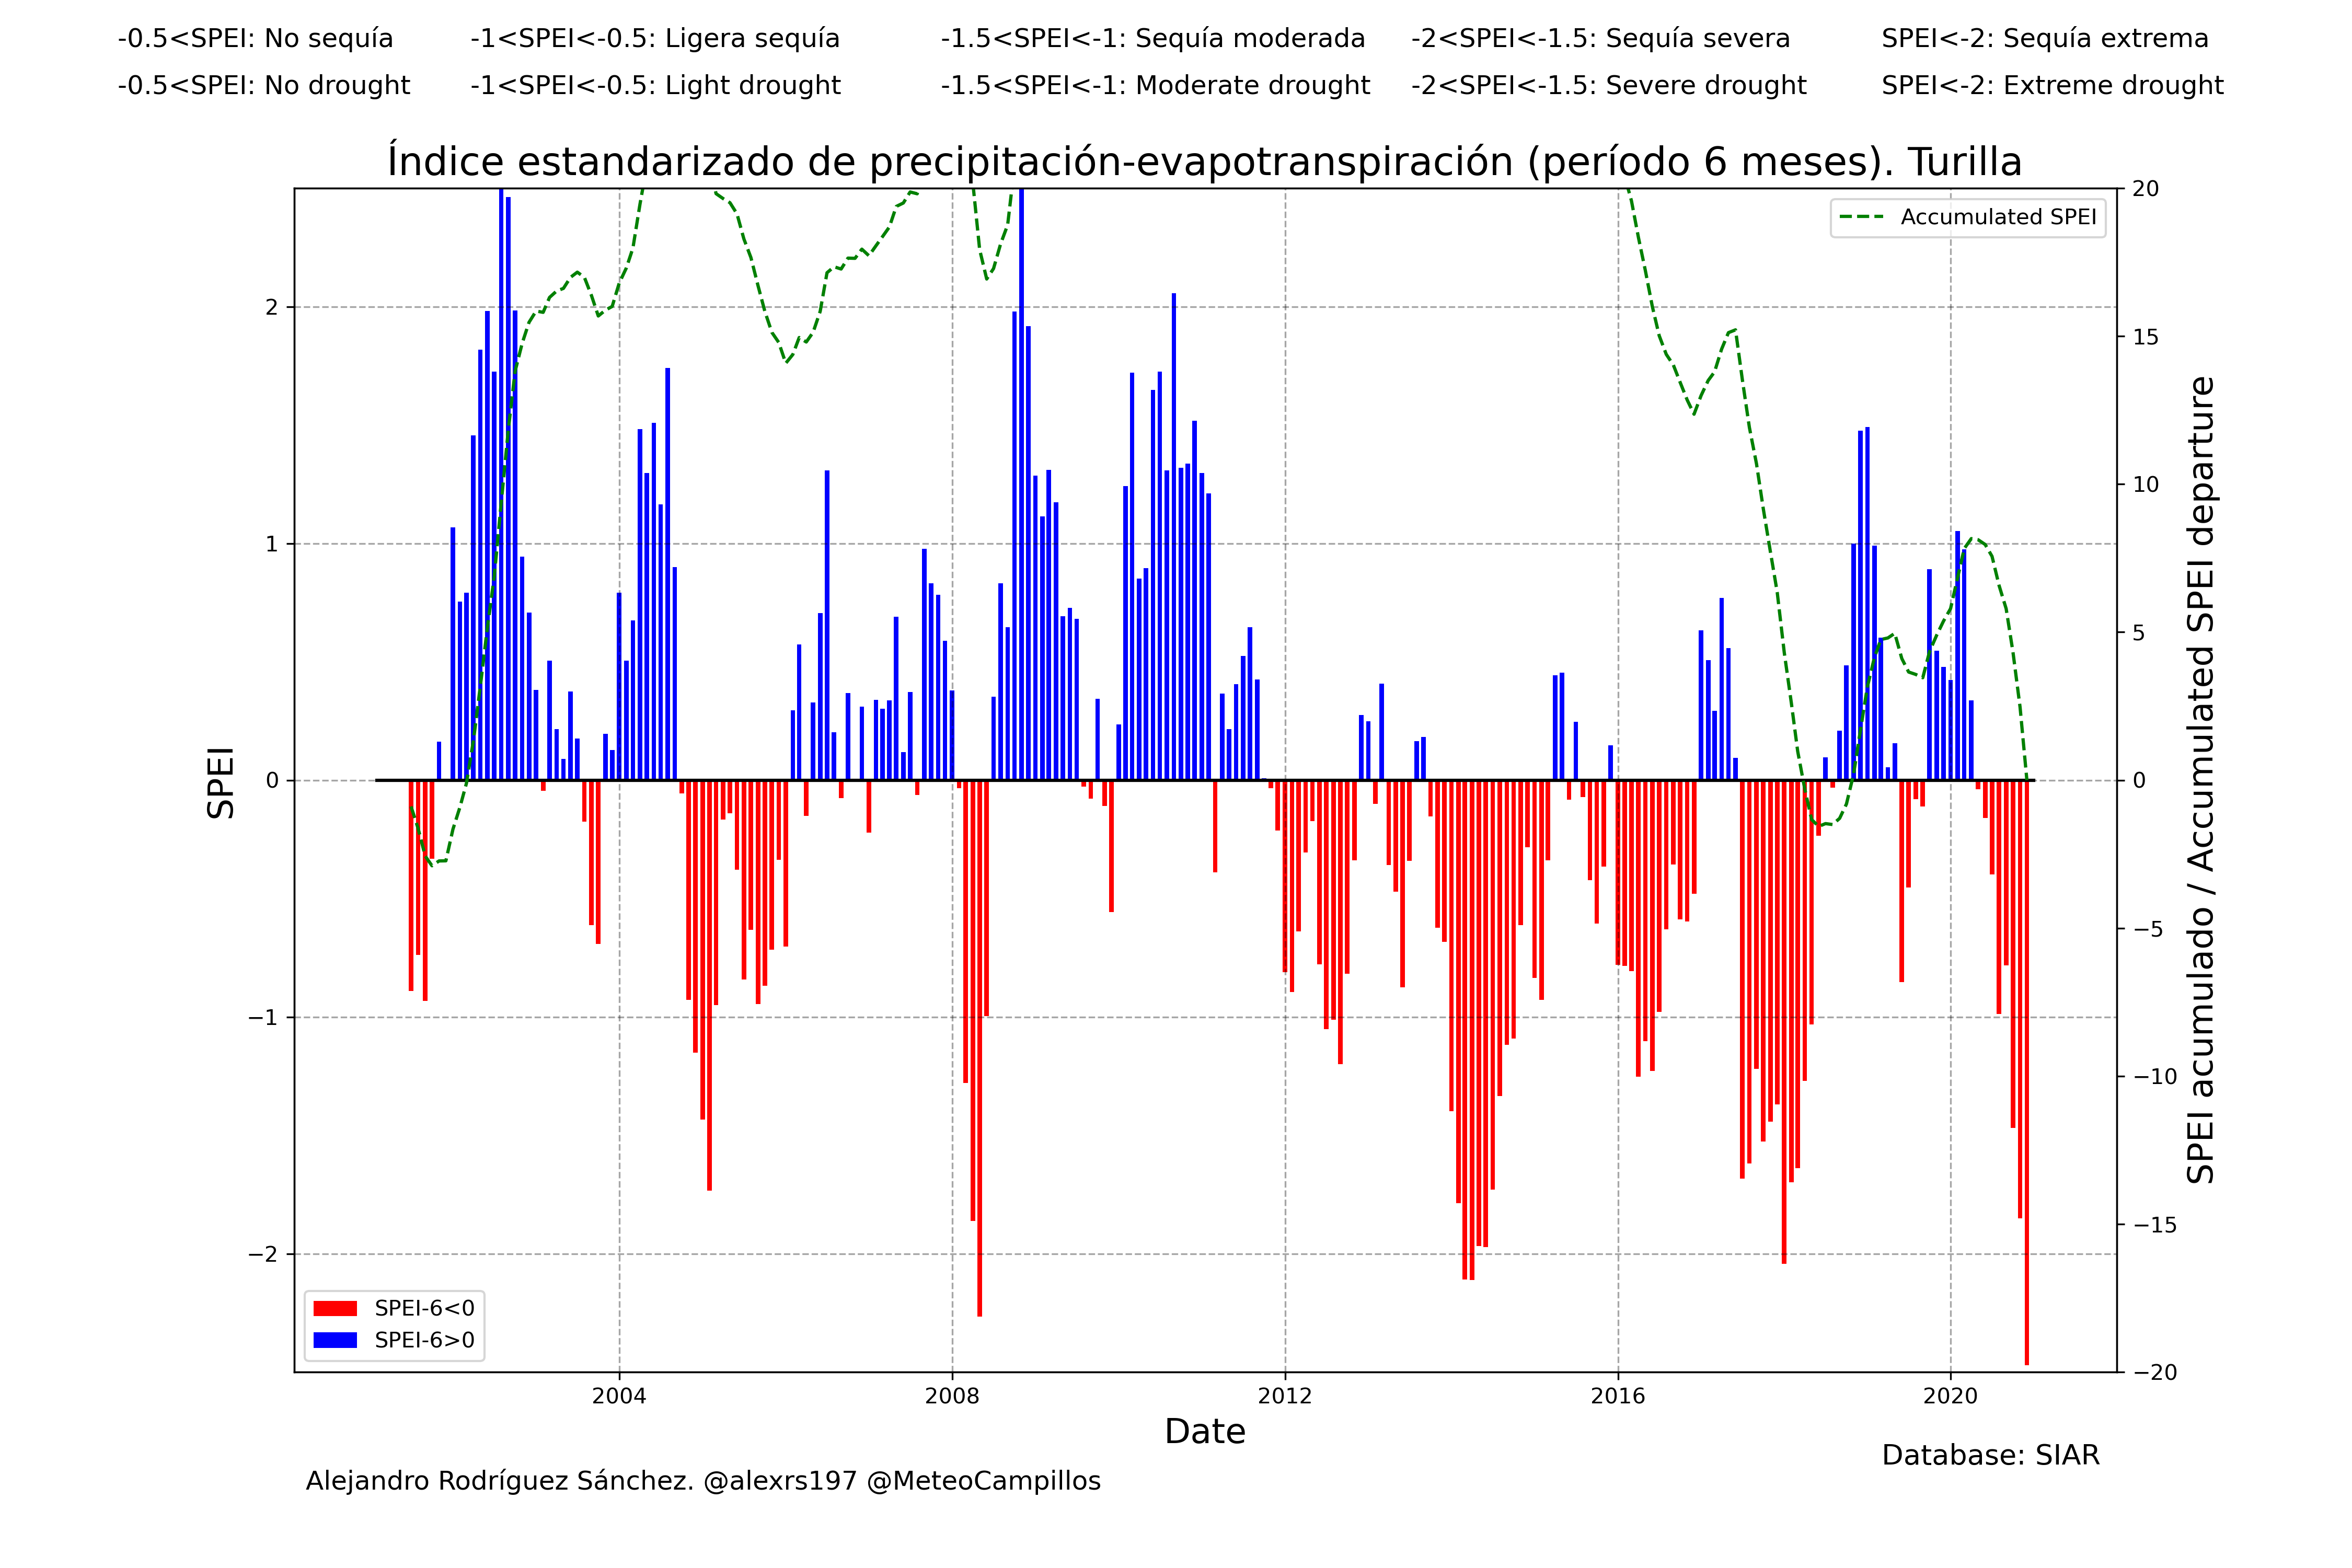 -0.5<SPEI: No sequía -1<SPEI<-0.5: Ligera sequía -1.5<SPEI<-1: Sequía moderada -2<SPEI<-1.5: Sequía severa SPEI<-2: Sequía extrema
-0.5<SPEI: No drought -1<SPEI<-0.5: Light drought -1.5<SPEI<-1: Moderate drought -2<SPEI<-1.5: Severe drought SPEI<-2: Extreme drought
Índice estandarizado de precipitación-evapotranspiración (período 6 meses). Turilla
Accumulated SPEI
SPEI
2
1
0
−1
−2
20
15
10
5
0
−5
−10
−15
−20
SPEI acumulado / Accumulated SPEI departure
SPEI-6<0
SPEI-6>0
2004 2008 2012 2016 2020
Date
Database: SIAR
Alejandro Rodríguez Sánchez. @alexrs197 @MeteoCampillos